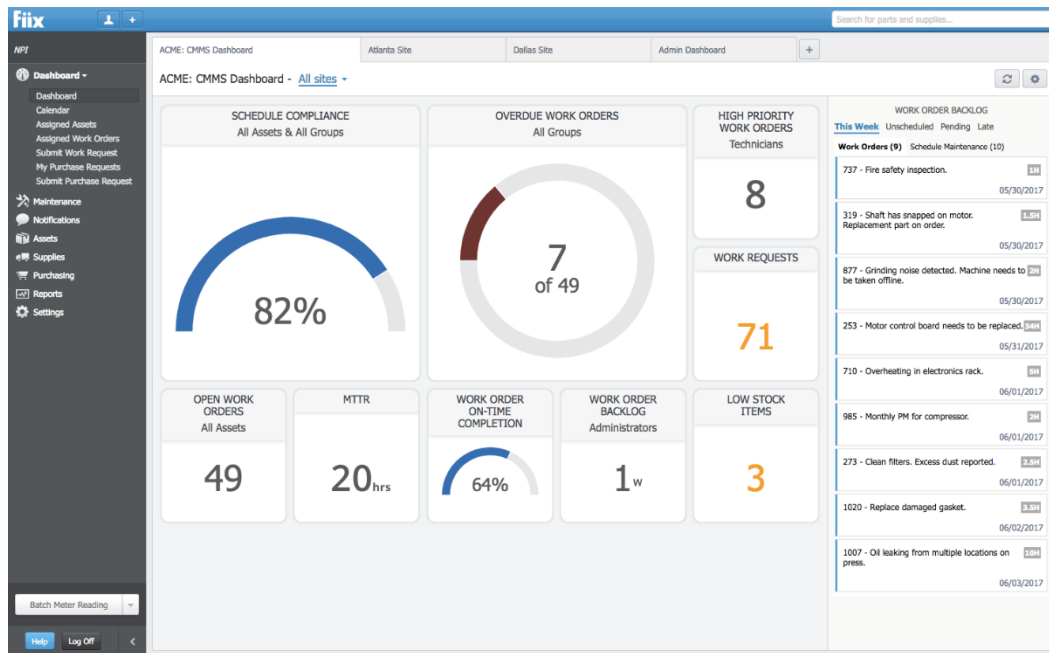 Fiix
Search for parts and supplies...
NPI
Dashboard
Dashboard
Calendar
Assigned Assets
Assigned Work Orders
Submit Work Request
My Purchase Requests
Submit Purchase Request
Maintenance
Notifications
Assets
Supplies
Purchasing
Reports
Settings
Batch Meter Reading
Help Log Off
ACME: CMMS Dashboard Atlanta Site Dallas Site Admin Dashboard +
ACME: CMMS Dashboard - All sites
SCHEDULE COMPLIANCE
All Assets & All Groups
82%
OVERDUE WORK ORDERS
All Groups
7
of 49
HIGH PRIORITY
WORK ORDERS
Technicians
8
WORK REQUESTS
71
OPEN WORK
ORDERS
All Assets
49
MTTR
20hrs
WORK ORDER
ON-TIME
COMPLETION
64%
WORK ORDER
BACKLOG
Administrators
1w
LOW STOCK
ITEMS
3
WORK ORDER BACKLOG
This Week Unscheduled Pending Late
Work Orders (9) Schedule Maintenance (10)
737 - Fire safety inspection. 1H
05/30/2017
319 - Shaft has snapped on motor. 1.5H
Replacement part on order.
05/30/2017
877 - Grinding noise detected. Machine needs to 2H
be taken offline.
05/30/2017
253 - Motor control board needs to be replaced. 34H
05/31/2017
710 - Overheating in electronics rack. 5H
06/01/2017
985 - Monthly PM for compressor. 2H
06/01/2017
273 - Clean filters. Excess dust reported. 2.5H
06/01/2017
1020 - Replace damaged gasket. 3.5H
06/02/2017
1007 - Oil leaking from multiple locations on 10H
press.
06/03/2017